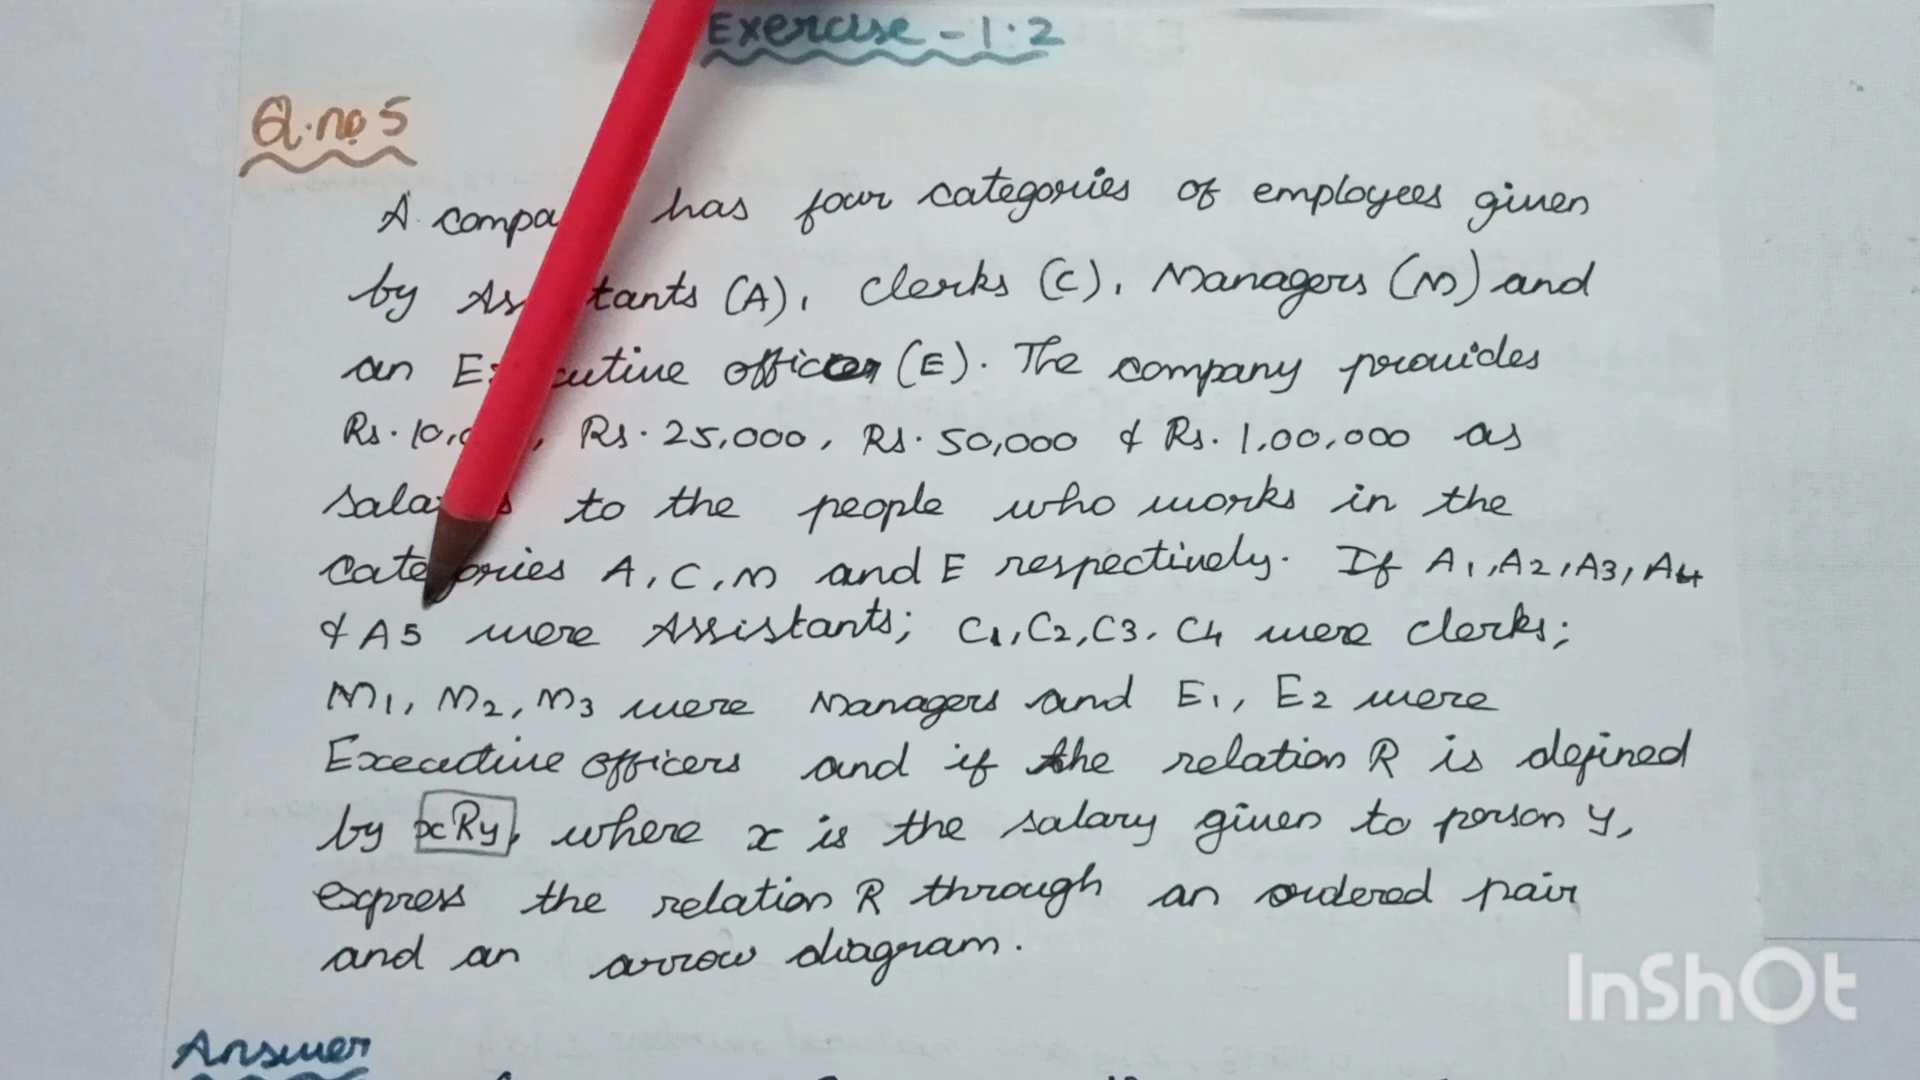 Exercise - 1.2
Q.no 5
A compa has four categories of employees given
by As tants (A), Clerks (C), Managers (M) and
an E cutive officer (E). The company provides
Rs. 10,0 , Rs. 25,000, Rs. 50,000 & Rs. 1,00,000 as
sala s to the people who works in the
categories A, C, M and E respectively. If A1, A2, A3, A4
& A5 were Assistants; C1, C2, C3, C4 were clerks;
M1, M2, M3 were Managers and E1, E2 were
Executive officers and if the relation R is defined
by xRy, where x is the salary given to person y,
express the relation R through an ordered pair
and an arrow diagram.
Answer
InShOt